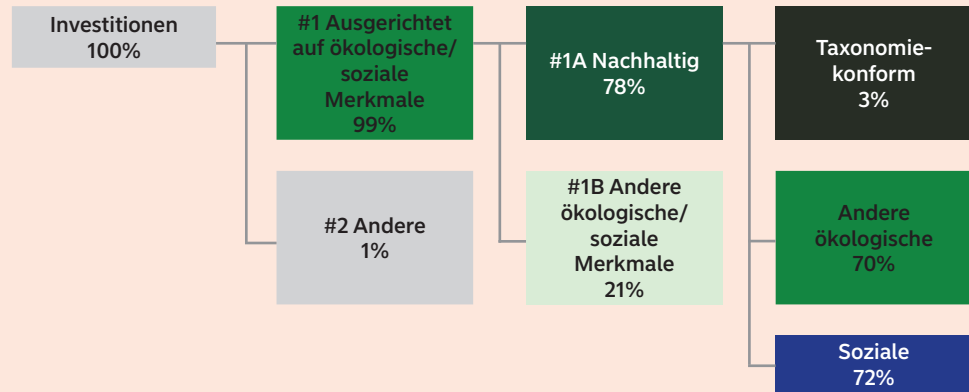 Investitionen
100%
#1 Ausgerichtet
auf ökologische/
soziale
Merkmale
99%
#1A Nachhaltig
78%
Taxonomie-
konform
3%
#2 Andere
1%
#1B Andere
ökologische/
soziale
Merkmale
21%
Andere
ökologische
70%
Soziale
72%